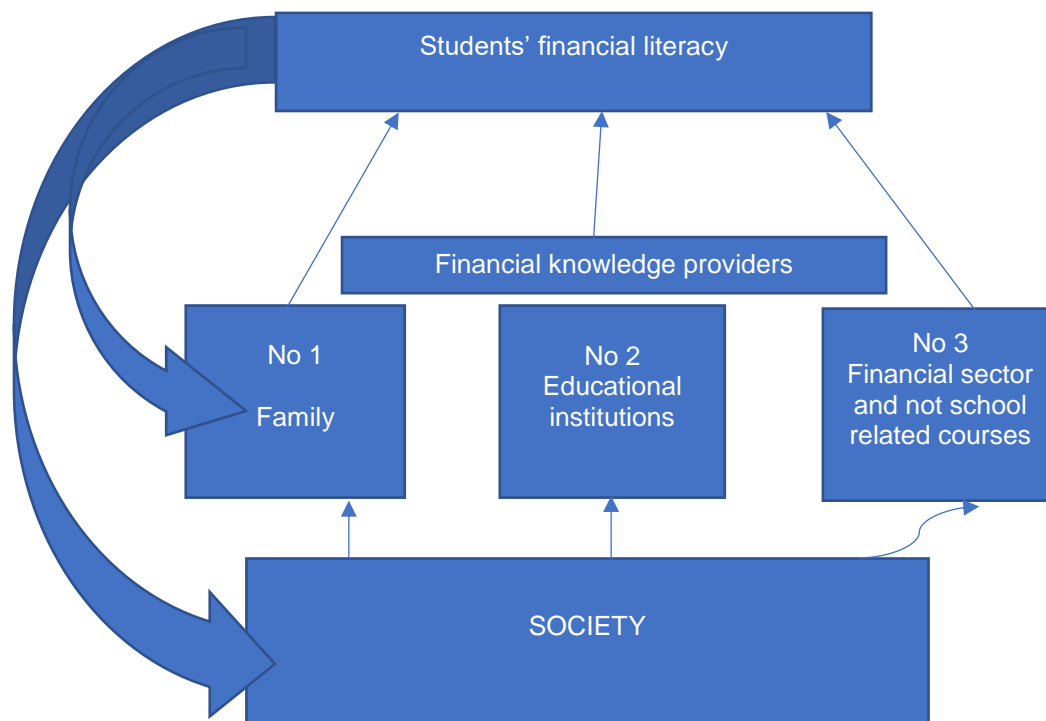 Students’ financial literacy
Financial knowledge providers
No 1
Family
No 2
Educational
institutions
No 3
Financial sector
and not school
related courses
SOCIETY